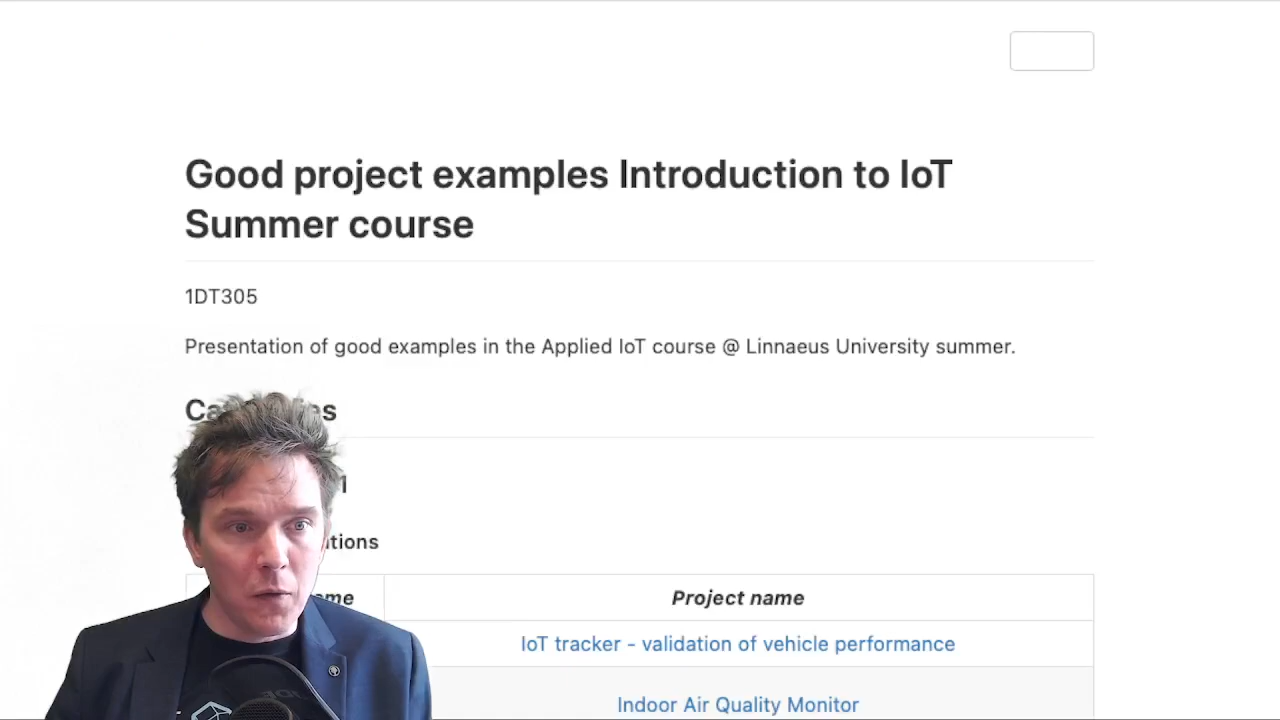 Good project examples Introduction to IoT
Summer course
1DT305
Presentation of good examples in the Applied IoT course @ Linnaeus University summer.
Project name
IoT tracker - validation of vehicle performance
Indoor Air Quality Monitor